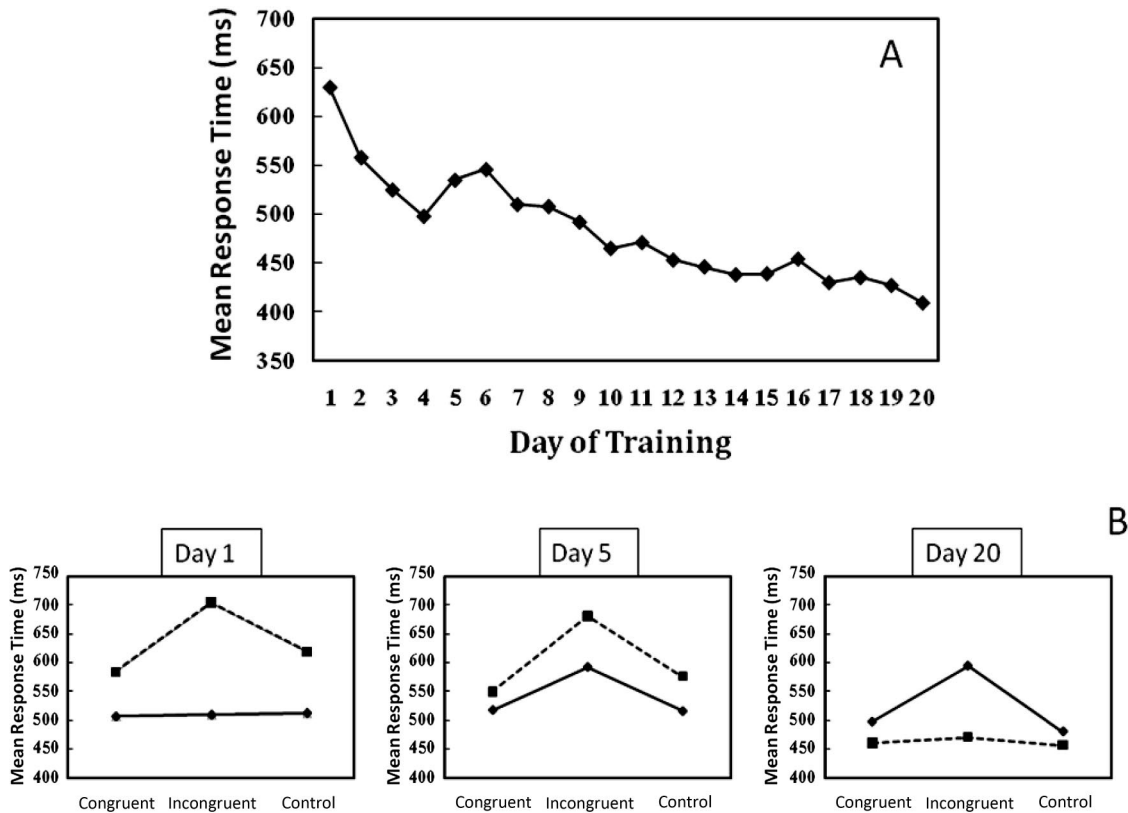 A
Mean Response Time (ms)
700
650
600
550
500
450
400
350
1 2 3 4 5 6 7 8 9 10 11 12 13 14 15 16 17 18 19 20
Day of Training
B
Day 1
Mean Response Time (ms)
750
700
650
600
550
500
450
400
Congruent Incongruent Control
Day 5
Mean Response Time (ms)
750
700
650
600
550
500
450
400
Congruent Incongruent Control
Day 20
Mean Response Time (ms)
750
700
650
600
550
500
450
400
Congruent Incongruent Control